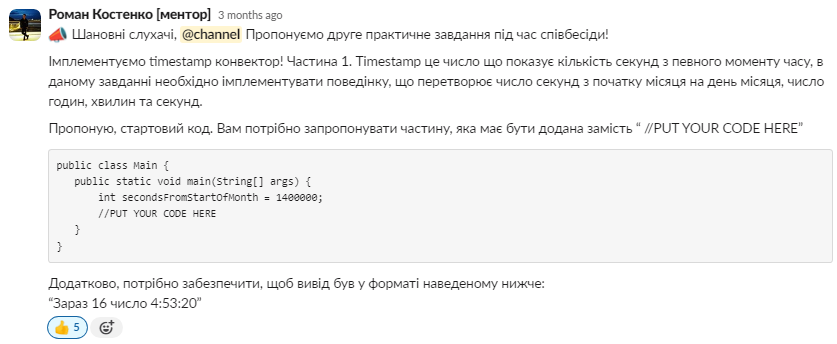 Роман Костенко [ментор] 3 months ago
📣 Шановні слухачі, @channel Пропонуємо друге практичне завдання під час співбесіди!
Імплементуємо timestamp конвектор! Частина 1. Timestamp це число що показує кількість секунд з певного моменту часу, в
даному завданні необхідно імплементувати поведінку, що перетворює число секунд з початку місяця на день місяця, число
годин, хвилин та секунд.
Пропоную, стартовий код. Вам потрібно запропонувати частину, яка має бути додана замість “ //PUT YOUR CODE HERE”
public class Main {
public static void main(String[] args) {
int secondsFromStartOfMonth = 1400000;
//PUT YOUR CODE HERE
}
}
Додатково, потрібно забезпечити, щоб вивід був у форматі наведеному нижче:
“Зараз 16 число 4:53:20”
👍 5